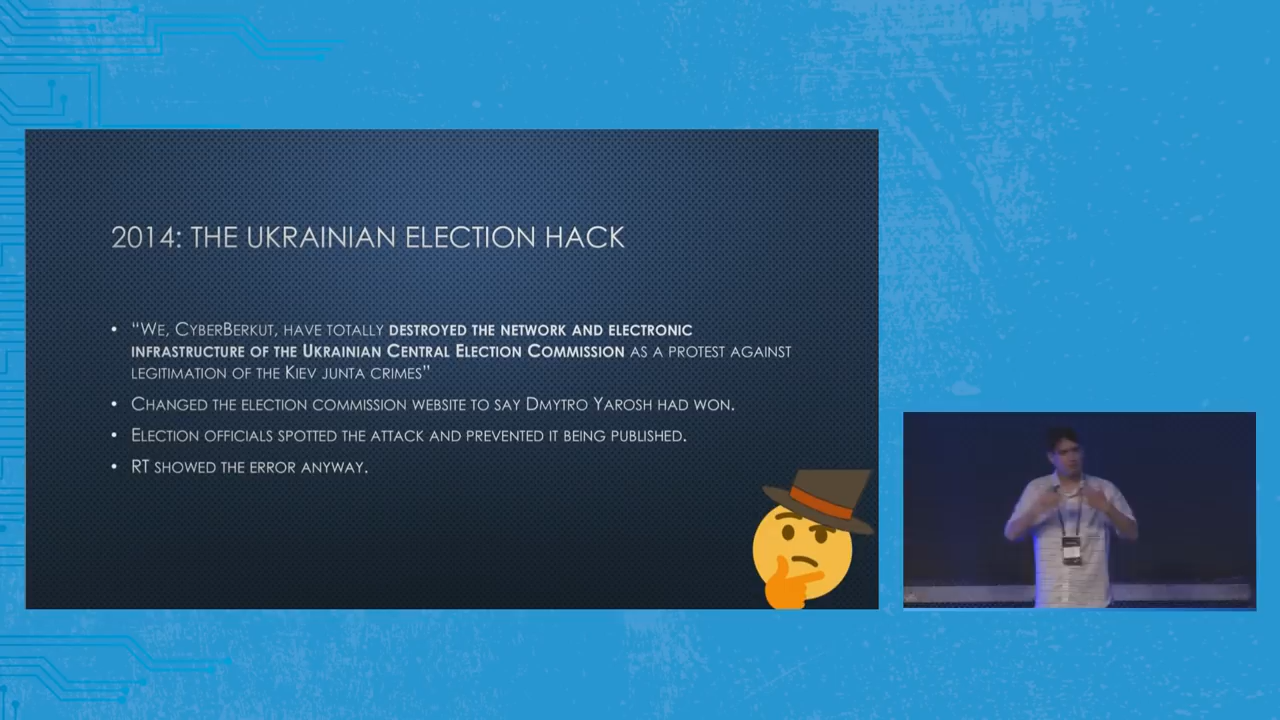 2014: THE UKRAINIAN ELECTION HACK
• “WE, CYBERBERKUT, HAVE TOTALLY DESTROYED THE NETWORK AND ELECTRONIC
INFRASTRUCTURE OF THE UKRAINIAN CENTRAL ELECTION COMMISSION AS A PROTEST AGAINST
LEGITIMATION OF THE KIEV JUNTA CRIMES”
• CHANGED THE ELECTION COMMISSION WEBSITE TO SAY DMYTRO YAROSH HAD WON.
• ELECTION OFFICIALS SPOTTED THE ATTACK AND PREVENTED IT BEING PUBLISHED.
• RT SHOWED THE ERROR ANYWAY.